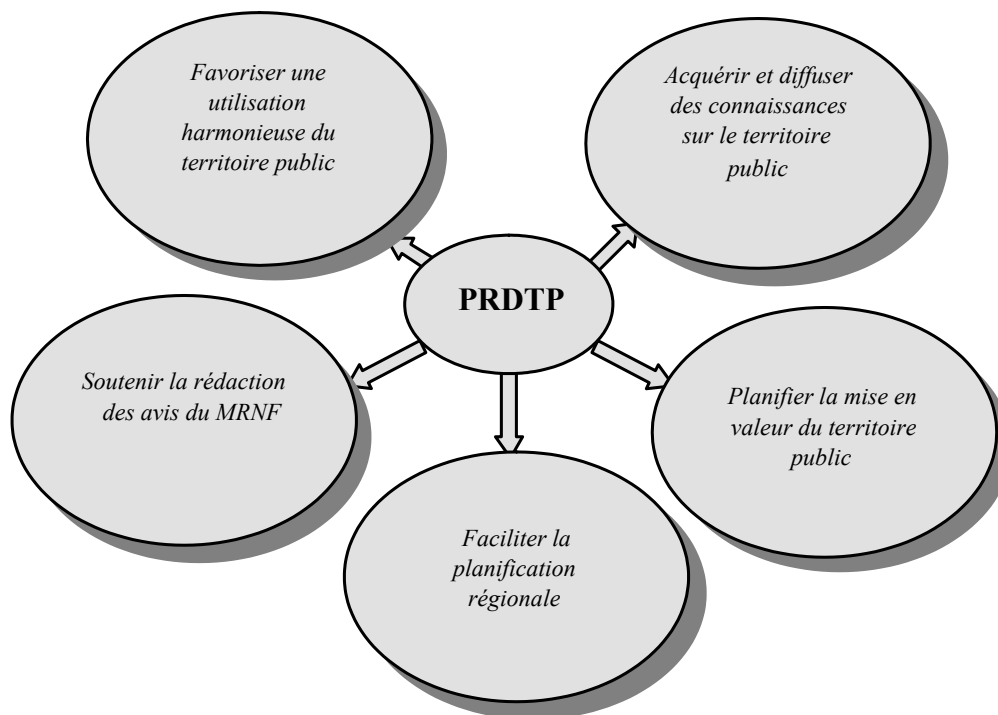 Favoriser une
utilisation
harmonieuse du
territoire public
Acquérir et diffuser
des connaissances
sur le territoire
public
PRDTP
Soutenir la rédaction
des avis du MRNF
Planifier la mise en
valeur du territoire
public
Faciliter la
planification
régionale